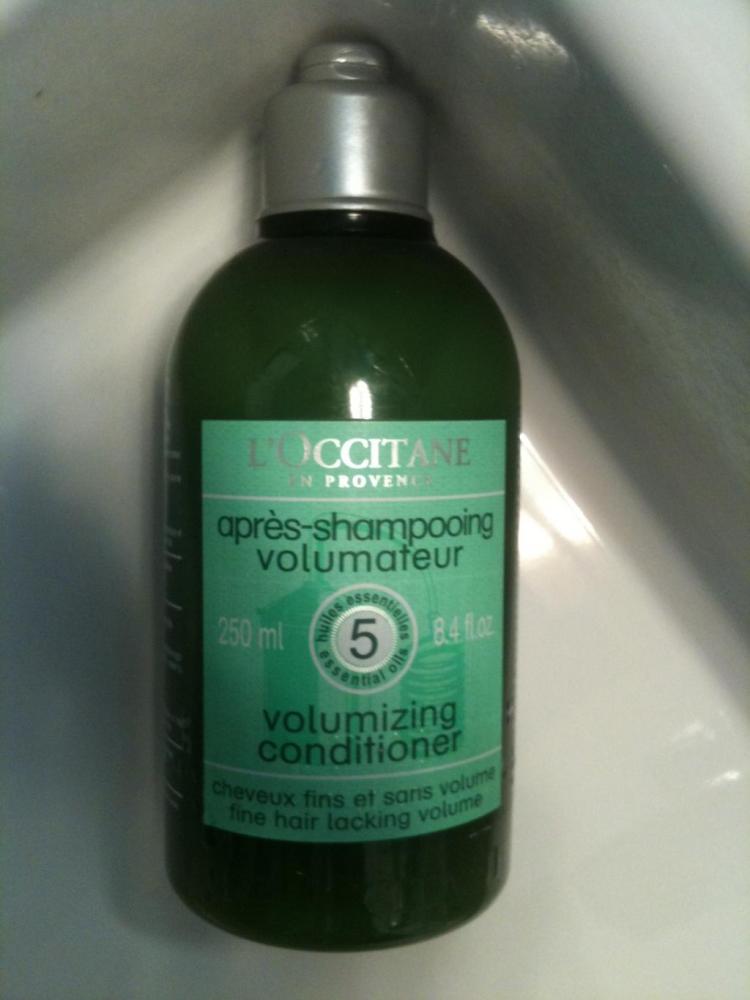 L'OCCITANE
EN PROVENCE
après-shampooing
volumateur
250 ml
huiles essentielles
5
essential oils
8.4 fl.oz.
volumizing
conditioner
cheveux fins et sans volume
fine hair lacking volume